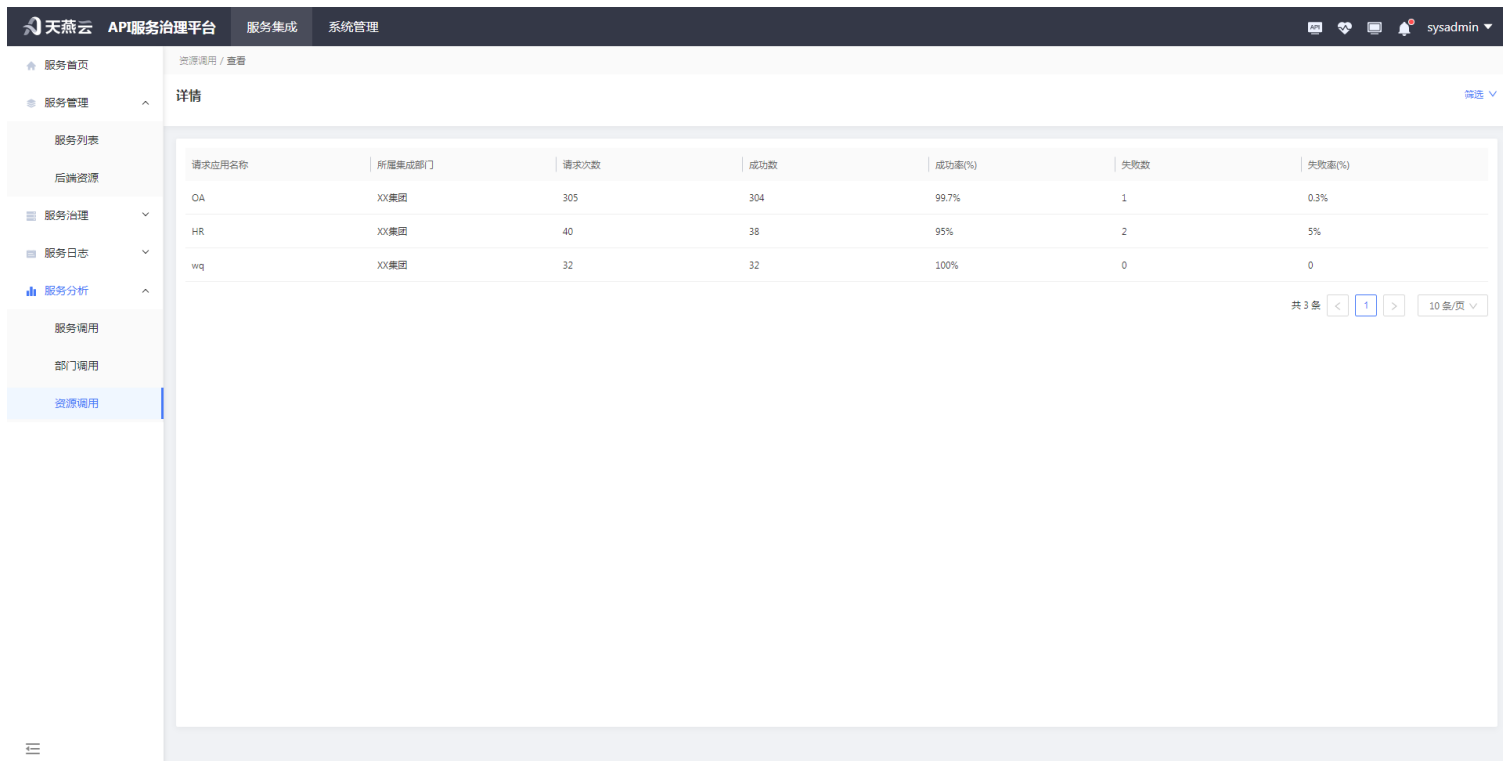 天燕云 API服务治理平台 服务集成 系统管理 API sysadmin
服务首页
服务管理
服务列表
后端资源
服务治理
服务日志
服务分析
服务调用
部门调用
资源调用
资源调用 / 查看
详情 筛选
请求应用名称 所属集成部门 请求次数 成功数 成功率(%) 失败数 失败率(%)
OA XX集团 305 304 99.7% 1 0.3%
HR XX集团 40 38 95% 2 5%
wq XX集团 32 32 100% 0 0
共 3 条 < 1 > 10 条/页